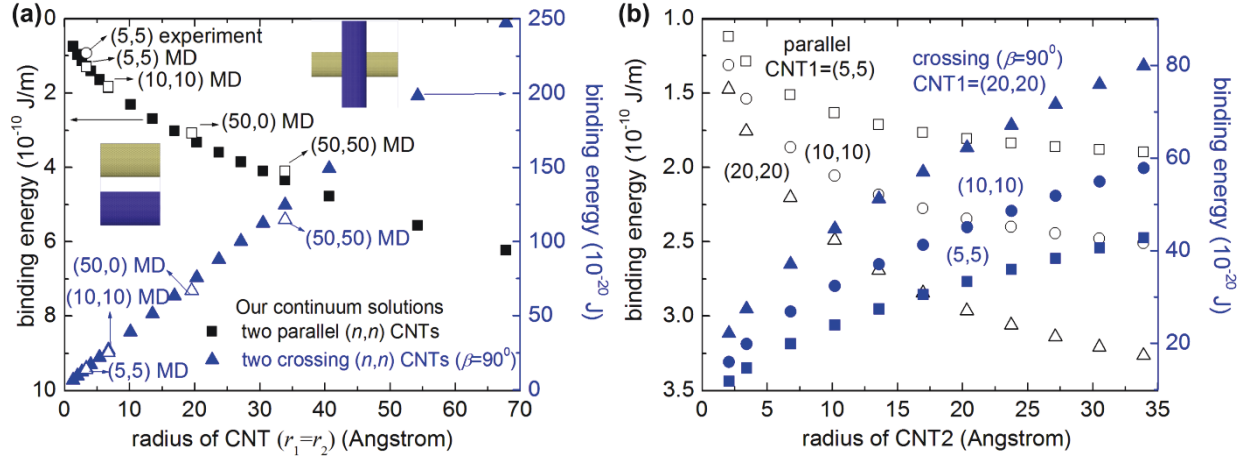 (a)
(5,5) experiment
(5,5) MD
(10,10) MD
(50,0) MD
(50,50) MD
(50,50) MD
(50,0) MD
(10,10) MD
(5,5) MD
Our continuum solutions
two parallel (n,n) CNTs
two crossing (n,n) CNTs (β=90⁰)
0
2
4
6
8
10
binding energy (10⁻¹⁰ J/m)
0 10 20 30 40 50 60 70
radius of CNT (r₁=r₂) (Angstrom)
250
200
150
100
50
0
binding energy (10⁻²⁰ J)
(b)
parallel
CNT1=(5,5)
crossing (β=90⁰)
CNT1=(20,20)
(10,10)
(20,20)
(10,10)
(5,5)
1.0
1.5
2.0
2.5
3.0
3.5
binding energy (10⁻¹⁰ J/m)
0 5 10 15 20 25 30 35
radius of CNT2 (Angstrom)
80
60
40
20
binding energy (10⁻²⁰ J)